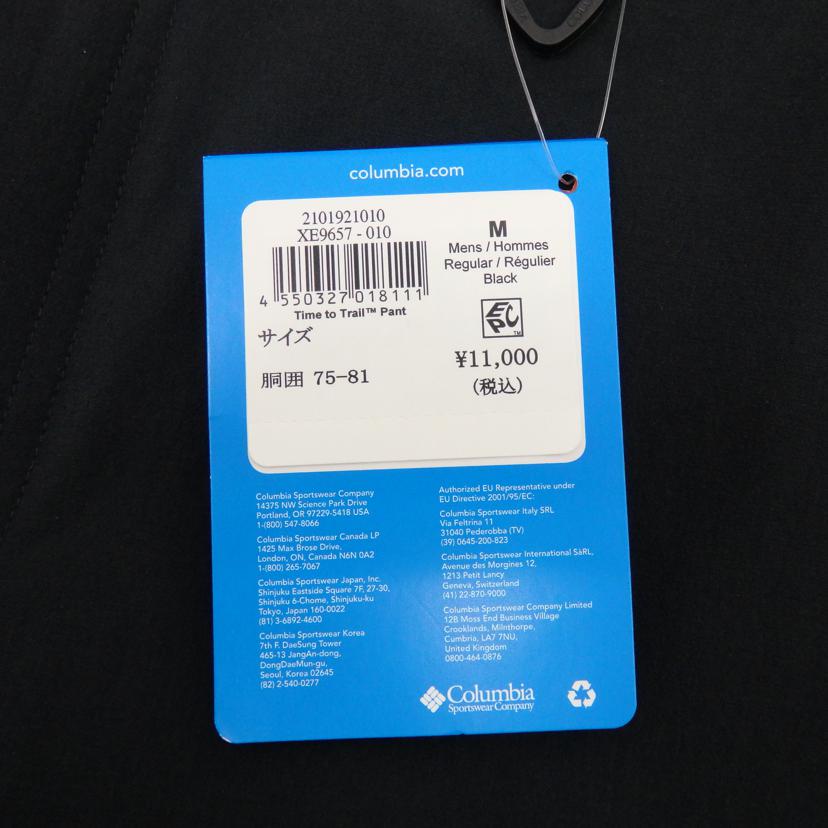 columbia.com
2101921010
XE9657-010
4 550327 018111
Time to Trail™ Pant
サイズ
胴囲 75-81
M
Mens / Hommes
Regular / Régulier
Black
EPC™
¥11,000
(税込)
Columbia Sportswear Company
14375 NW Science Park Drive
Portland, OR 97229-5418 USA
1-(800) 547-8066
Columbia Sportswear Canada LP
1425 Max Brose Drive,
London, ON, Canada N6N 0A2
1-(800) 265-7067
Columbia Sportswear Japan, Inc.
Shinjuku Eastside Square 7F, 27-30,
Shinjuku 6-Chome, Shinjuku-ku
Tokyo, Japan 160-0022
(81) 3-6892-4600
Columbia Sportswear Korea
7th F. DaeSung Tower
465-13 JangAn-dong,
DongDaeMun-gu,
Seoul, Korea 02645
(82) 2-540-0277
Authorized EU Representative under
EU Directive 2001/95/EC:
Columbia Sportswear Italy SRL
Via Feltrina 11
31040 Pederobba (TV)
(39) 0645-200-823
Columbia Sportswear International SàRL,
Avenue des Morgines 12,
1213 Petit Lancy
Geneva, Switzerland
(41) 22-870-9000
Columbia Sportswear Company Limited
12B Moss End Business Village
Crooklands, Milnthorpe,
Cumbria, LA7 7NU,
United Kingdom
0800-464-0876
Columbia
Sportswear Company